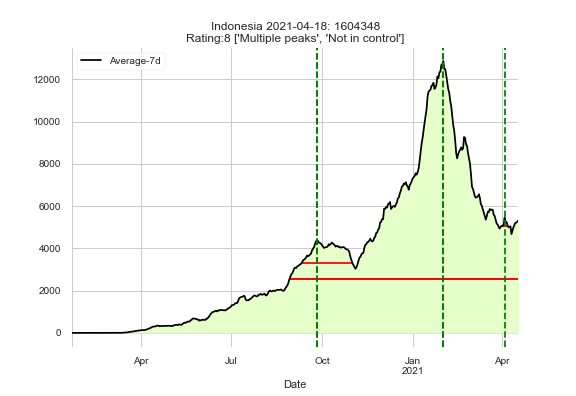 Indonesia 2021-04-18: 1604348
Rating:8 ['Multiple peaks', 'Not in control']
Average-7d
12000
10000
8000
6000
4000
2000
0
Apr Jul Oct Jan Apr
2021
Date